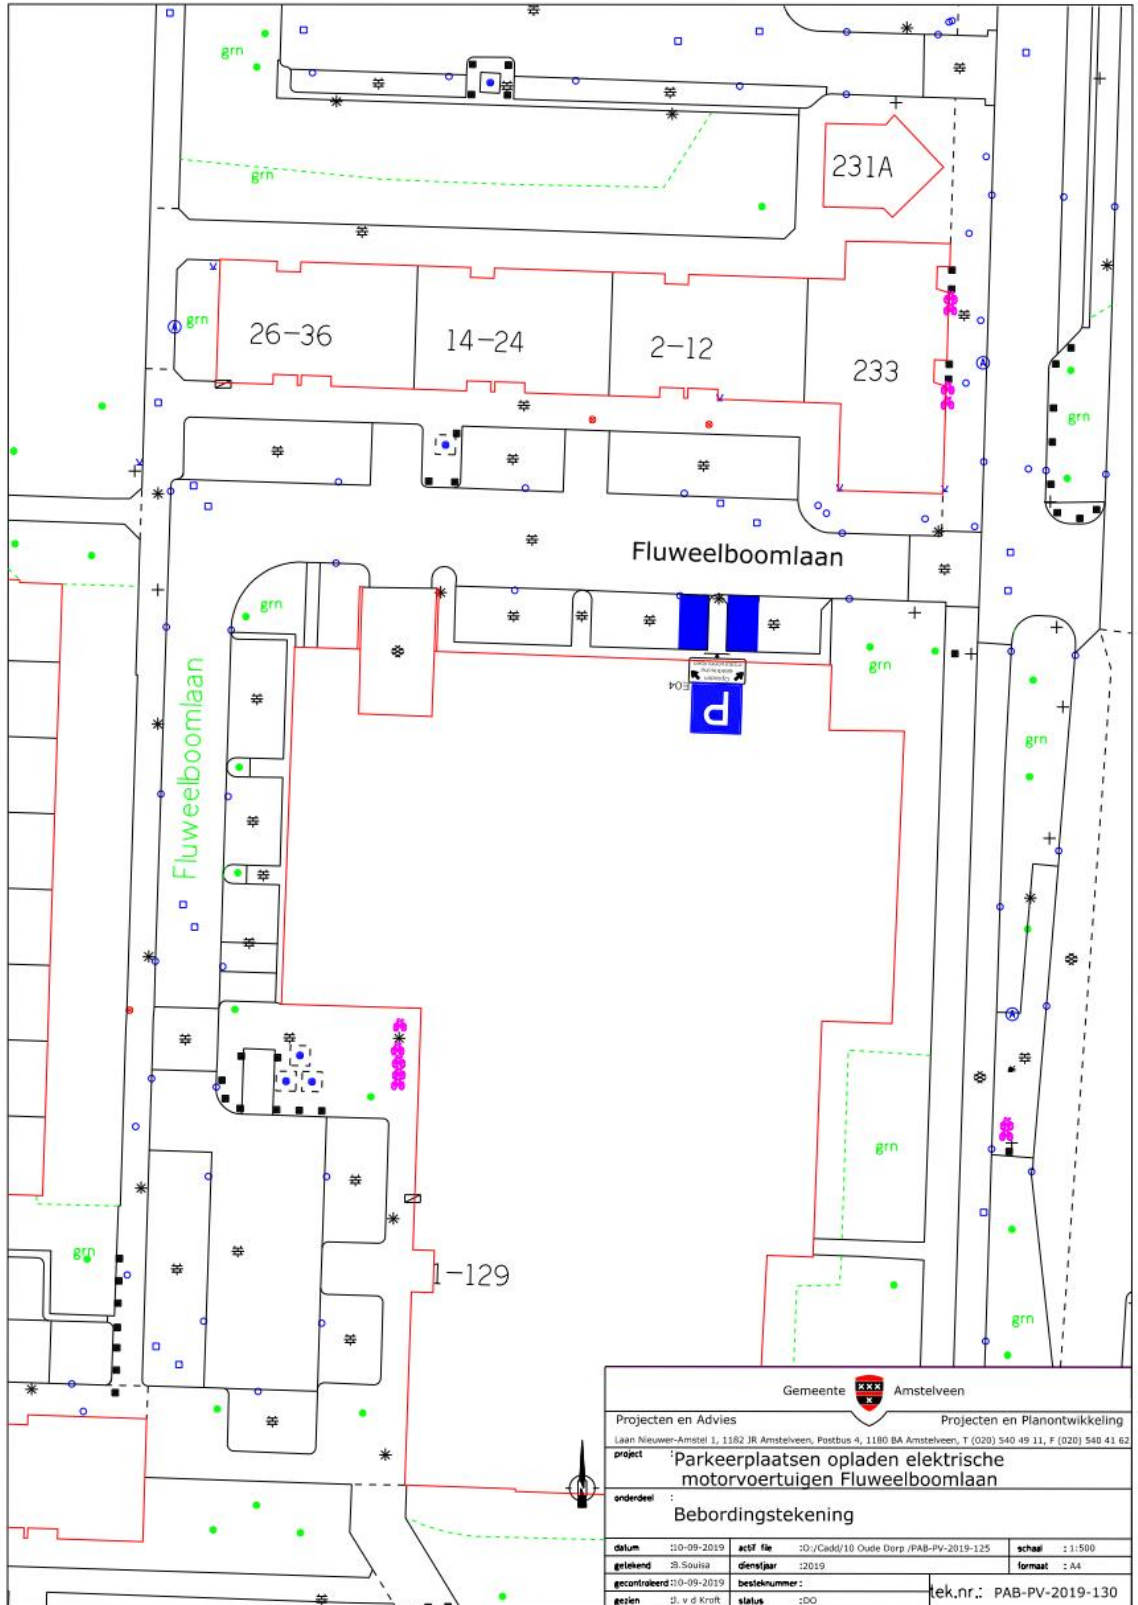 grn
231A
grn
grn
26-36
14-24
2-12
233
grn
Fluweelboomlaan
grn
grn
E04
Opladen
elektrische
P
Fluweelboomlaan
grn
grn
grn
1-129
grn
Gemeente Amstelveen
Projecten en Advies Projecten en Planontwikkeling
Laan Nieuwer-Amstel 1, 1182 JR Amstelveen, Postbus 4, 1180 BA Amstelveen, T (020) 540 49 11, F (020) 540 41 62
project : Parkeerplaatsen opladen elektrische
motorvoertuigen Fluweelboomlaan
onderdeel :
Bebordingstekening
datum :10-09-2019 actif file :O:/Cadd/10 Oude Dorp /PAB-PV-2019-125 schaal : 1:500
getekend :B.Souisa dienstjaar :2019 formaat : A4
gecontroleerd :10-09-2019 besteknummer : tek.nr.: PAB-PV-2019-130
gezien :J. v d Kroft status :DO